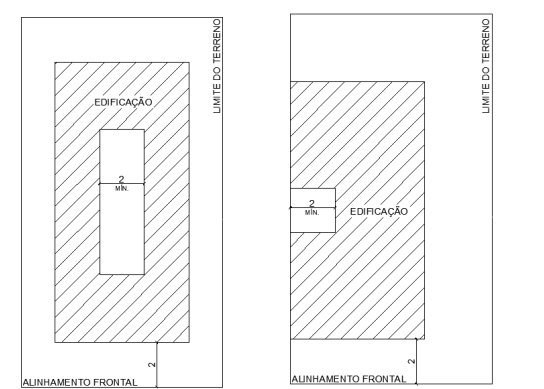 LIMITE DO TERRENO
EDIFICAÇÃO
2
MÍN.
2
ALINHAMENTO FRONTAL
LIMITE DO TERRENO
2
MÍN.
EDIFICAÇÃO
2
ALINHAMENTO FRONTAL